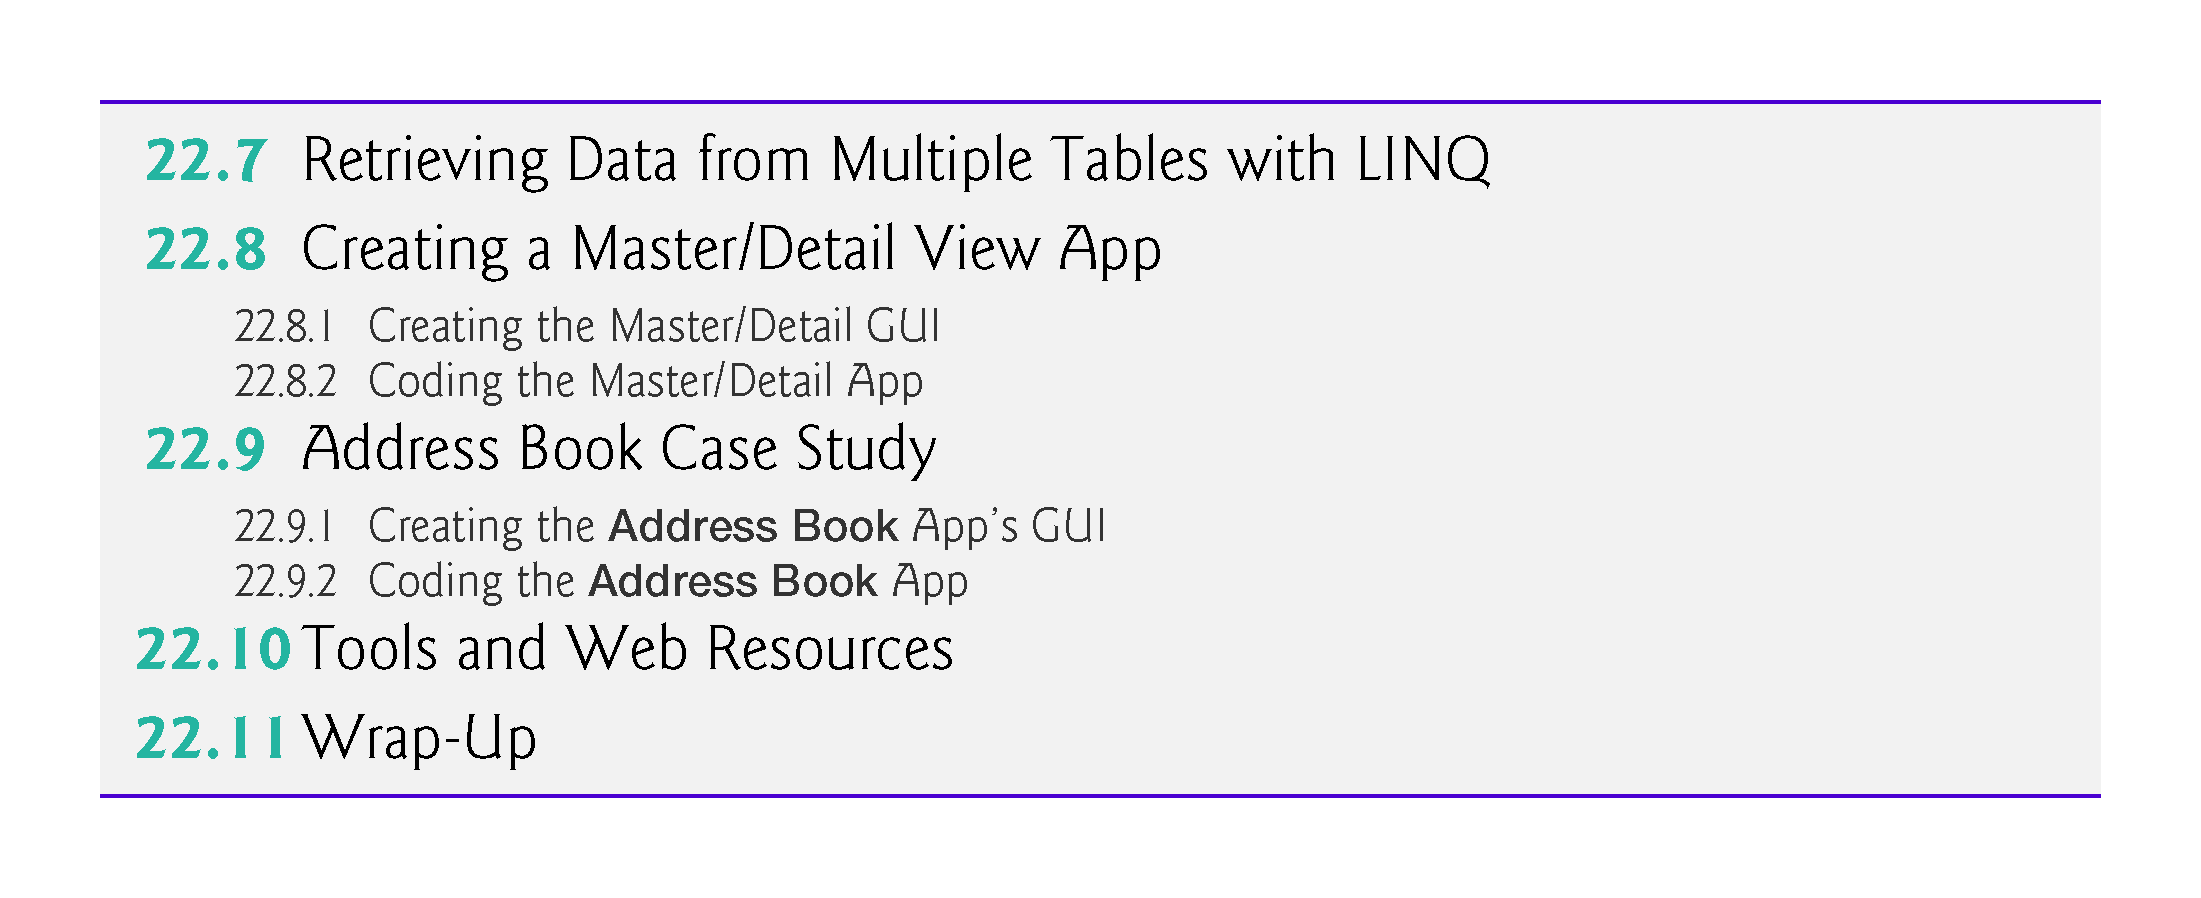 22.7 Retrieving Data from Multiple Tables with LINQ
22.8 Creating a Master/Detail View App
22.8.1 Creating the Master/Detail GUI
22.8.2 Coding the Master/Detail App
22.9 Address Book Case Study
22.9.1 Creating the Address Book App’s GUI
22.9.2 Coding the Address Book App
22.10 Tools and Web Resources
22.11 Wrap-Up